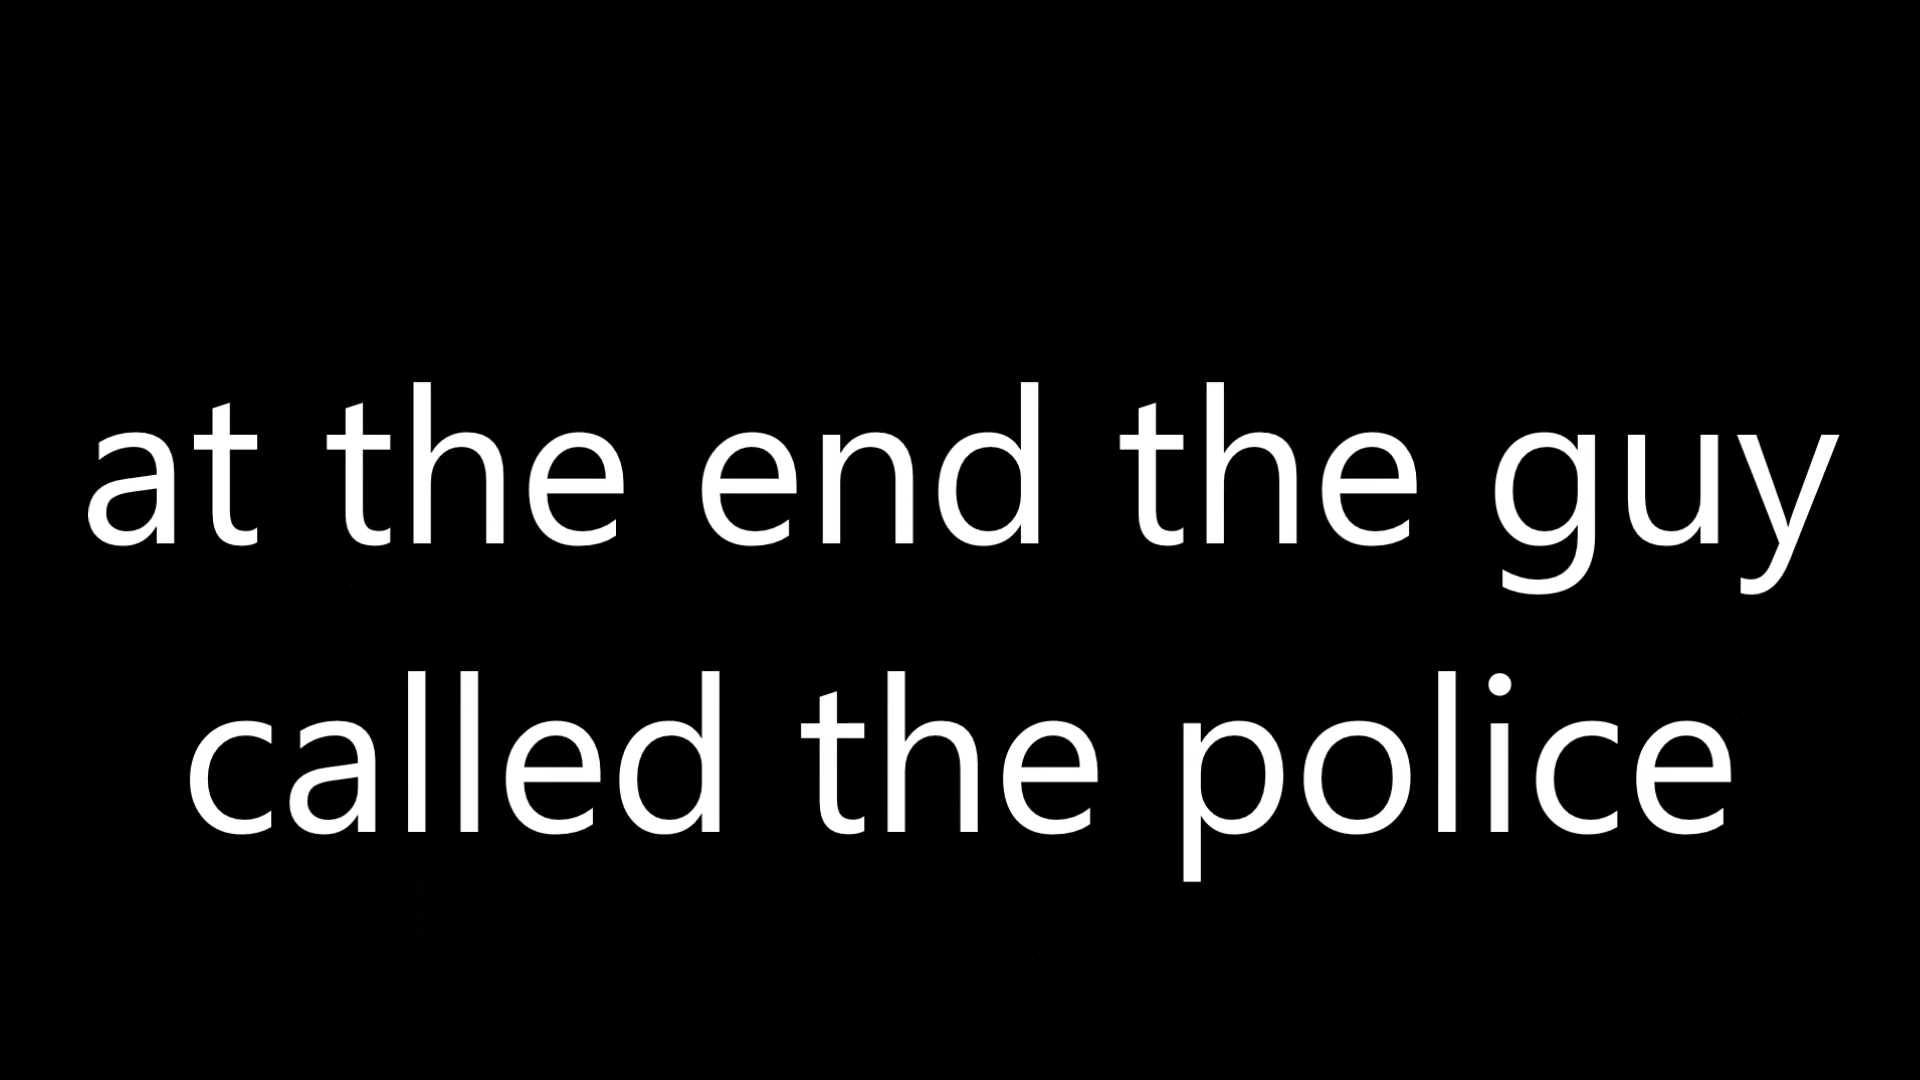 at the end the guy
called the police